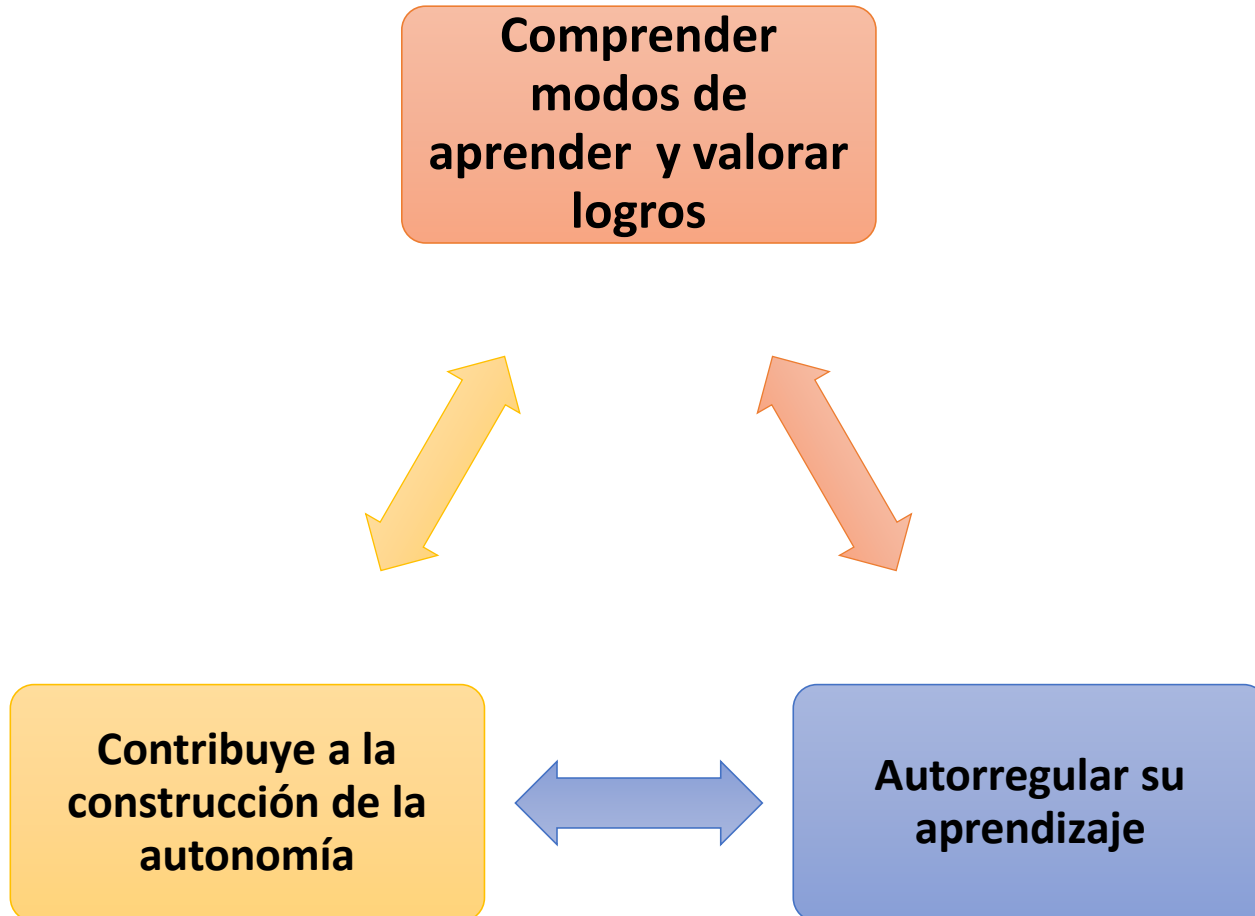 Comprender
modos de
aprender y valorar
logros
Contribuye a la
construcción de la
autonomía
Autorregular su
aprendizaje